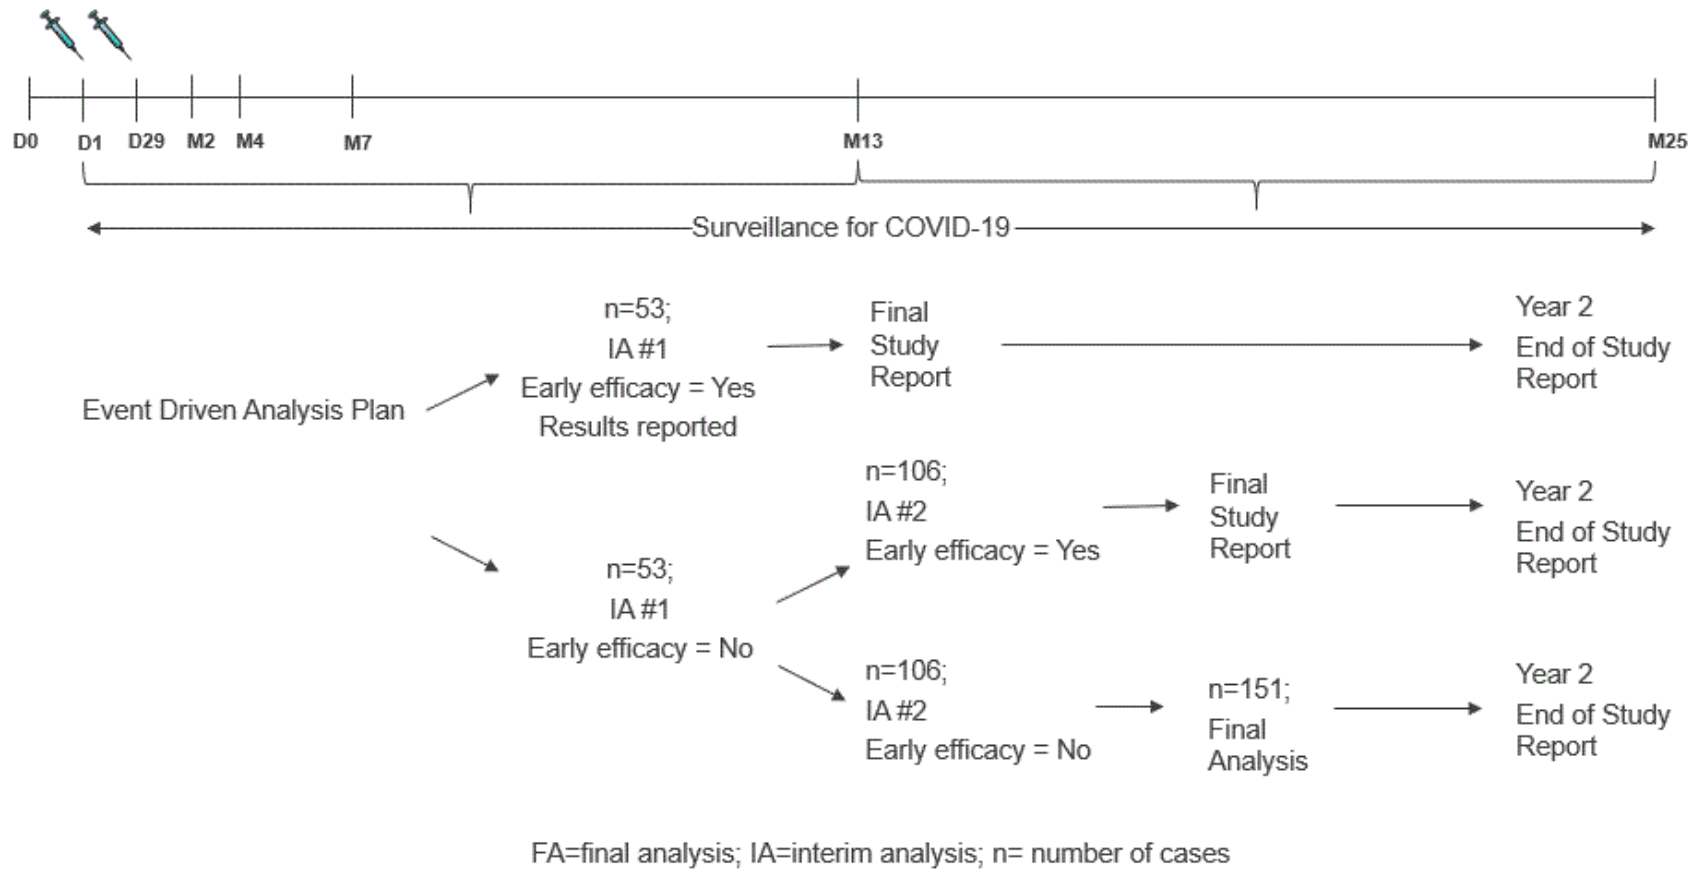 D0 D1 D29 M2 M4 M7 M13 M25
Surveillance for COVID-19
Event Driven Analysis Plan
n=53;
IA #1
Early efficacy = Yes
Results reported
Final
Study
Report
Year 2
End of Study
Report
n=53;
IA #1
Early efficacy = No
n=106;
IA #2
Early efficacy = Yes
Final
Study
Report
Year 2
End of Study
Report
n=106;
IA #2
Early efficacy = No
n=151;
Final
Analysis
Year 2
End of Study
Report
FA=final analysis; IA=interim analysis; n= number of cases